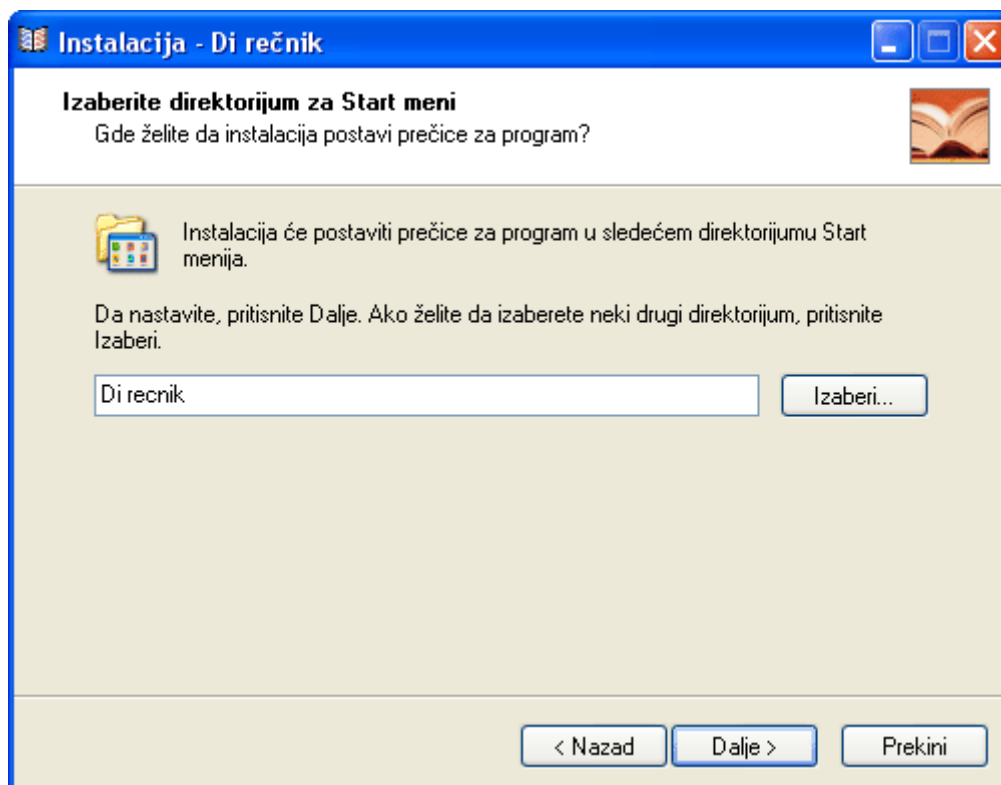 Instalacija - Di rečnik
Izaberite direktorijum za Start meni
Gde želite da instalacija postavi prečice za program?
Instalacija će postaviti prečice za program u sledećem direktorijumu Start
menija.
Da nastavite, pritisnite Dalje. Ako želite da izaberete neki drugi direktorijum, pritisnite
Izaberi.
Di recnik
Izaberi...
< Nazad
Dalje >
Prekini